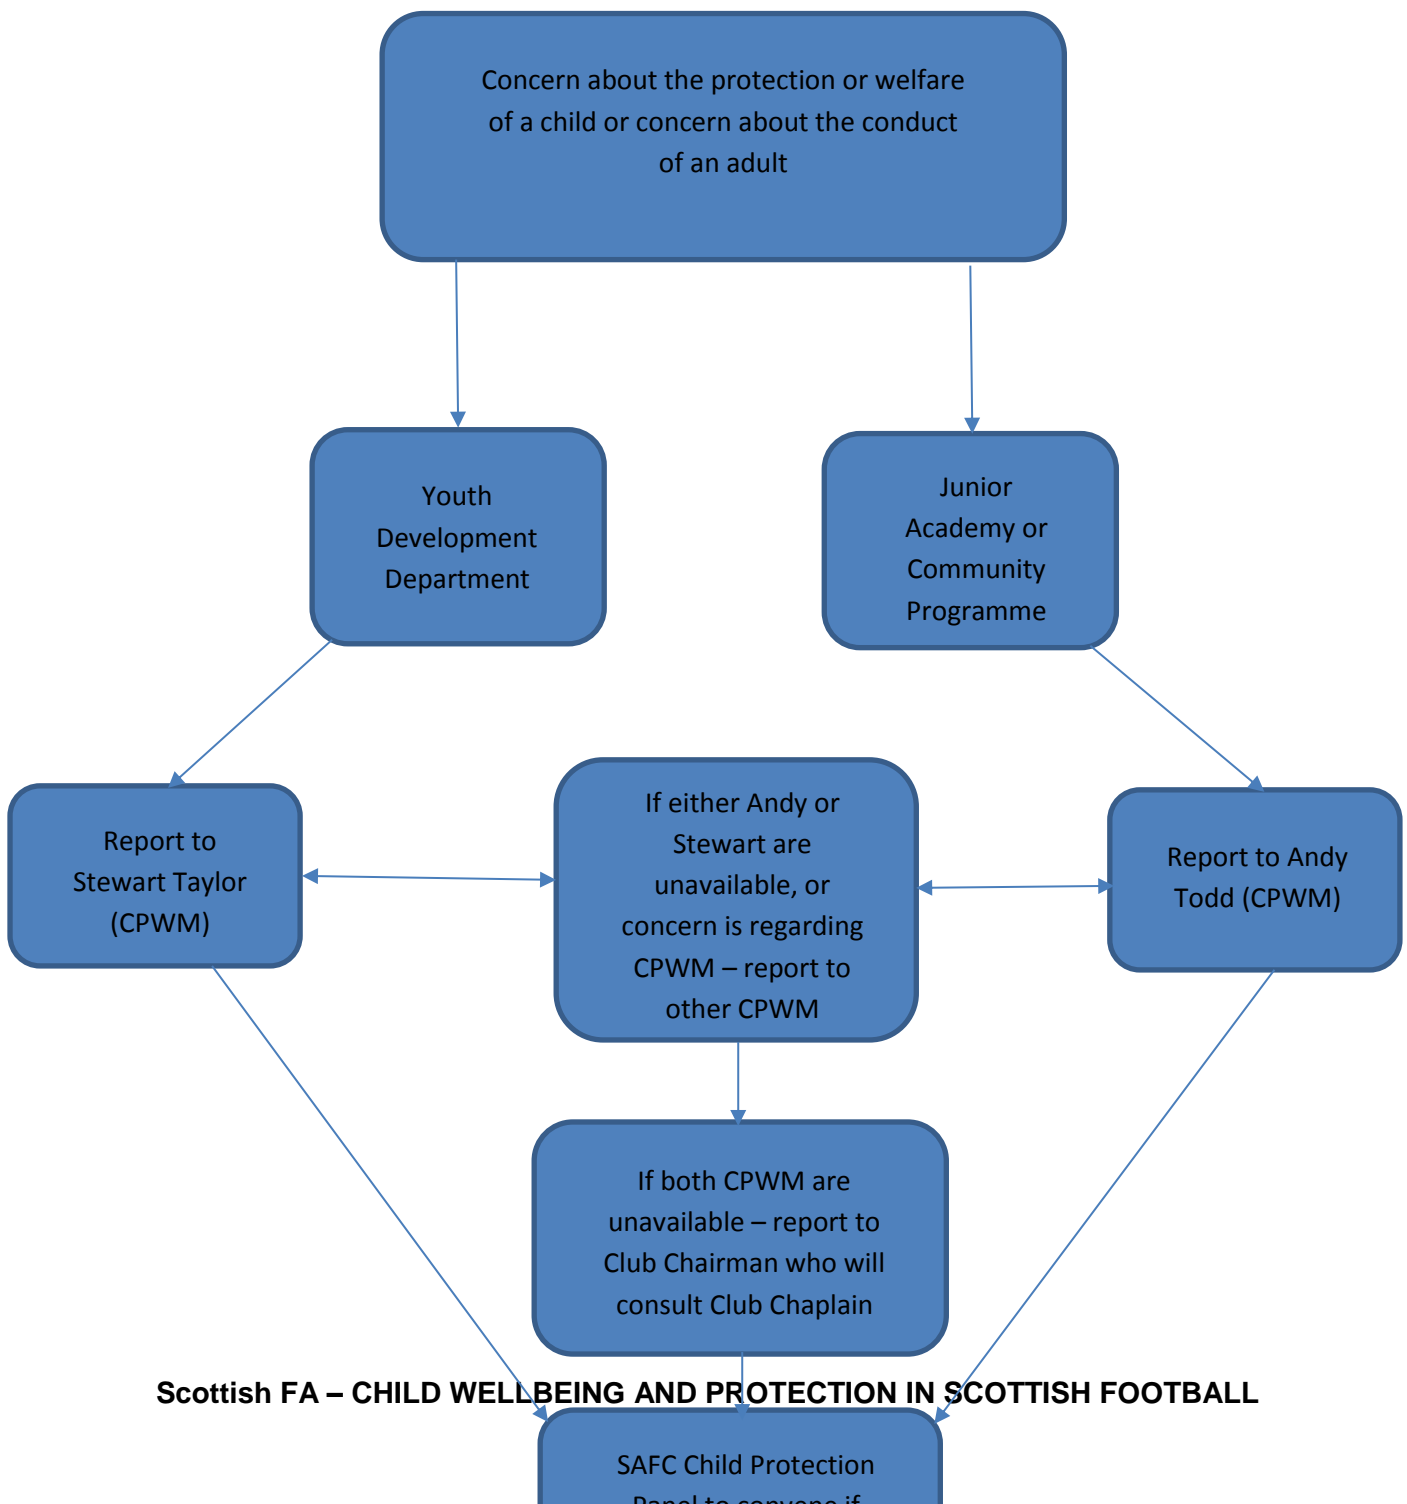 Concern about the protection or welfare
of a child or concern about the conduct
of an adult
Youth
Development
Department
Junior
Academy or
Community
Programme
Report to
Stewart Taylor
(CPWM)
If either Andy or
Stewart are
unavailable, or
concern is regarding
CPWM – report to
other CPWM
Report to Andy
Todd (CPWM)
If both CPWM are
unavailable – report to
Club Chairman who will
consult Club Chaplain
Scottish FA – CHILD WELLBEING AND PROTECTION IN SCOTTISH FOOTBALL
SAFC Child Protection
Panel to convene if